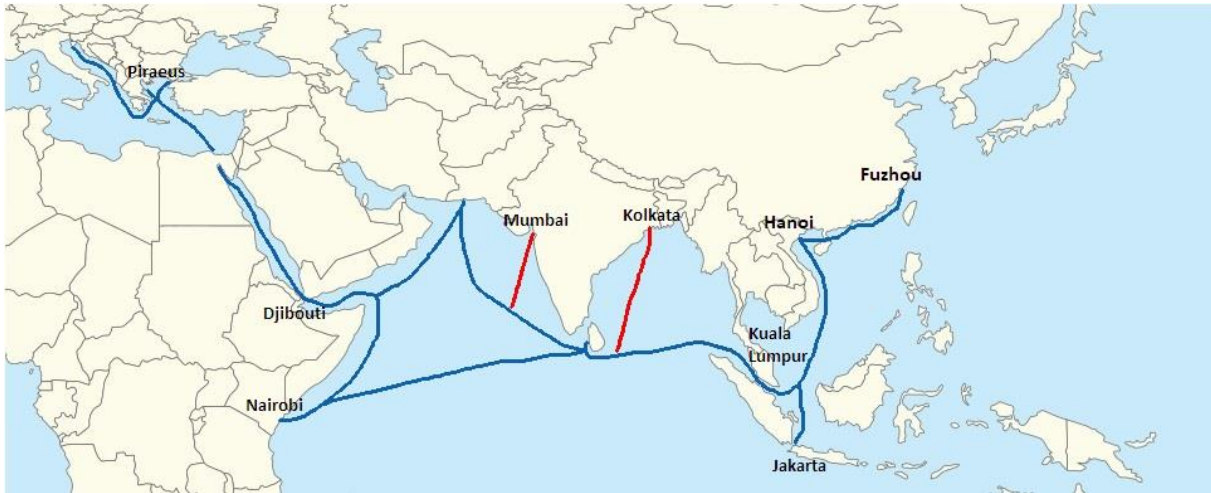 Piraeus
Fuzhou
Mumbai
Kolkata
Hanoi
Djibouti
Kuala
Lumpur
Nairobi
Jakarta